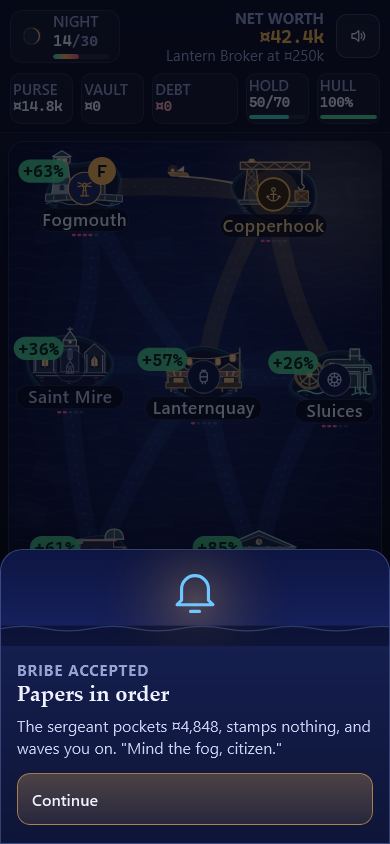 NIGHT
14/30
NET WORTH
¤42.4k
Lantern Broker at ¤250k
PURSE
¤14.8k
VAULT
¤0
DEBT
¤0
HOLD
50/70
HULL
100%
+63%
F
Fogmouth
Copperhook
+36%
Saint Mire
+57%
Lanternquay
+26%
Sluices
+61%
+85%
BRIBE ACCEPTED
Papers in order
The sergeant pockets ¤4,848, stamps nothing, and
waves you on. "Mind the fog, citizen."
Continue